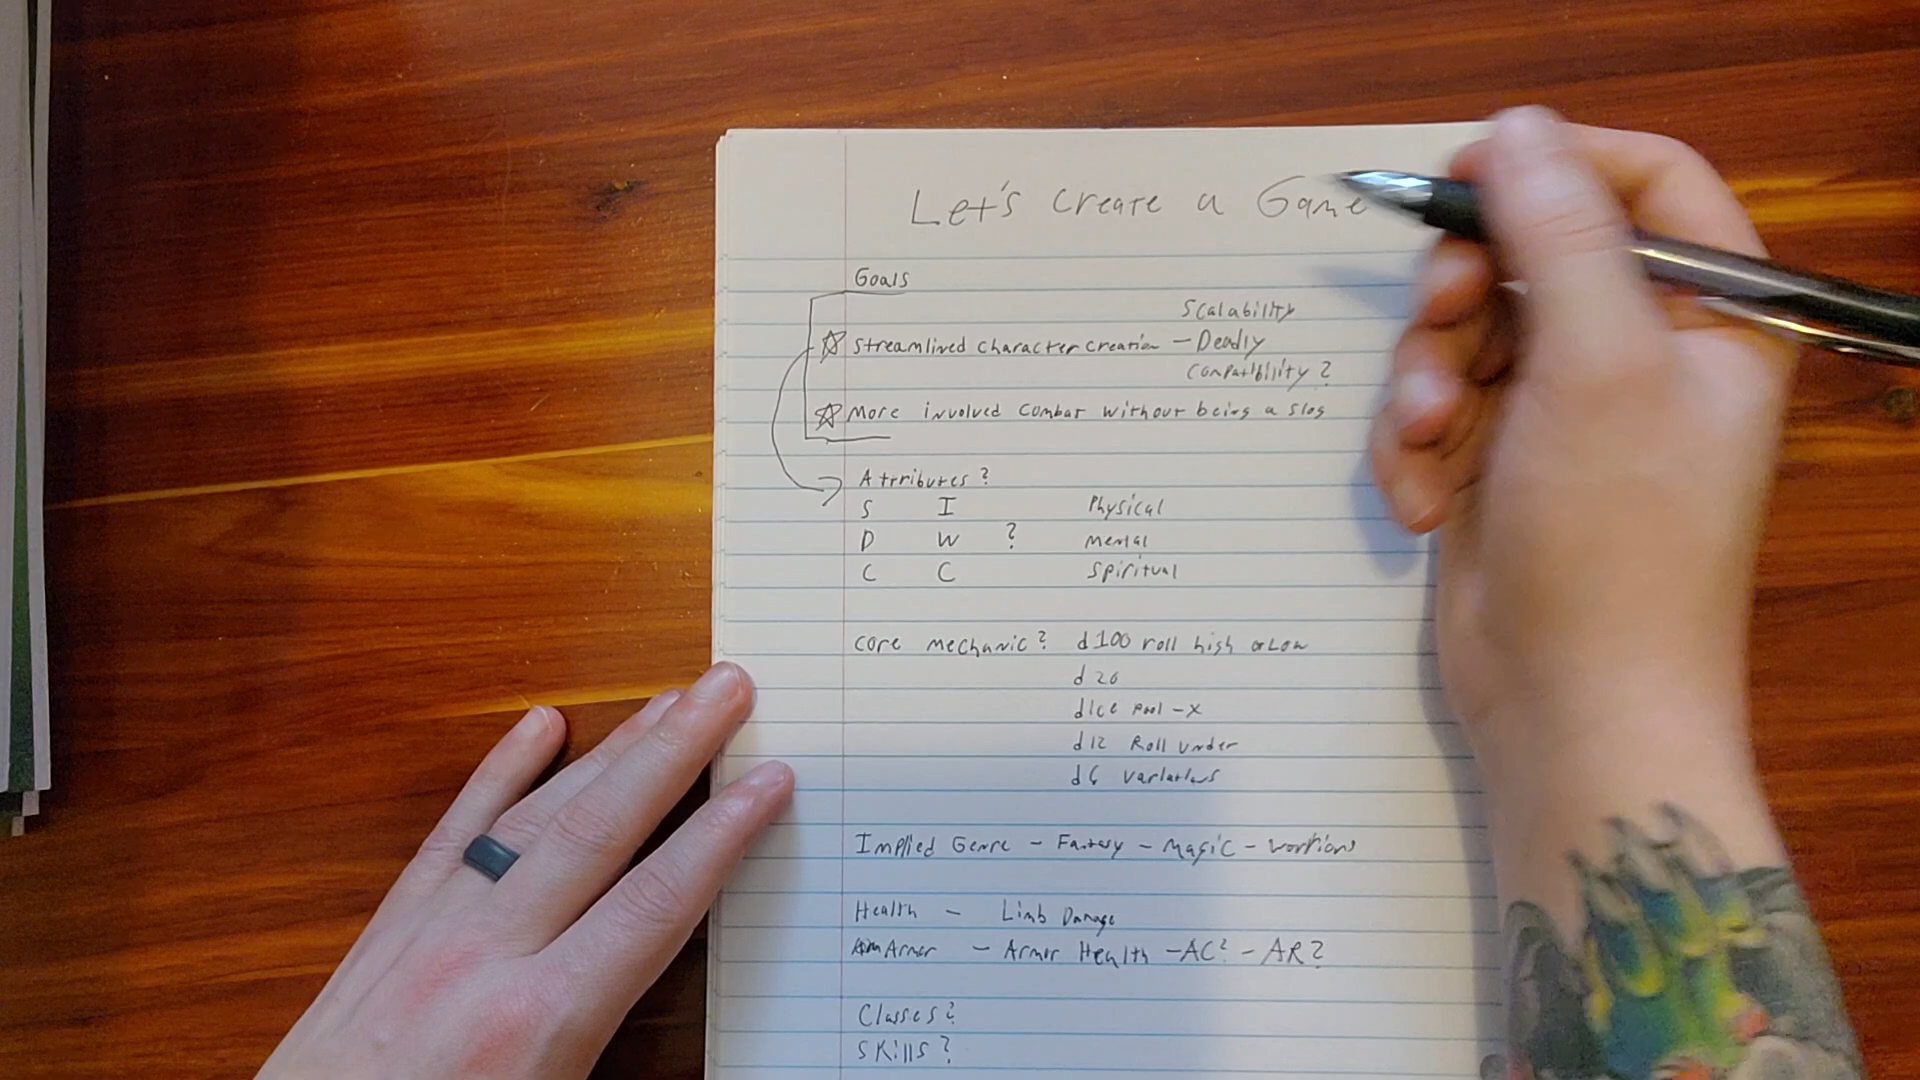 Let's create a Game
Goals
Scalability
Streamlined character creation - Deadly
Compatibility ?
More involved combat without being a slog
Attributes ?
S I Physical
D W ? Mental
C C Spiritual
Core mechanic ? d100 roll high or Low
d20
dice pool - X
d12 Roll under
d6 variations
Implied Genre - Fantasy - Magic -
Health - Limb Damage
Armor - Armor Health - AC? - AR?
Classes?
Skills?